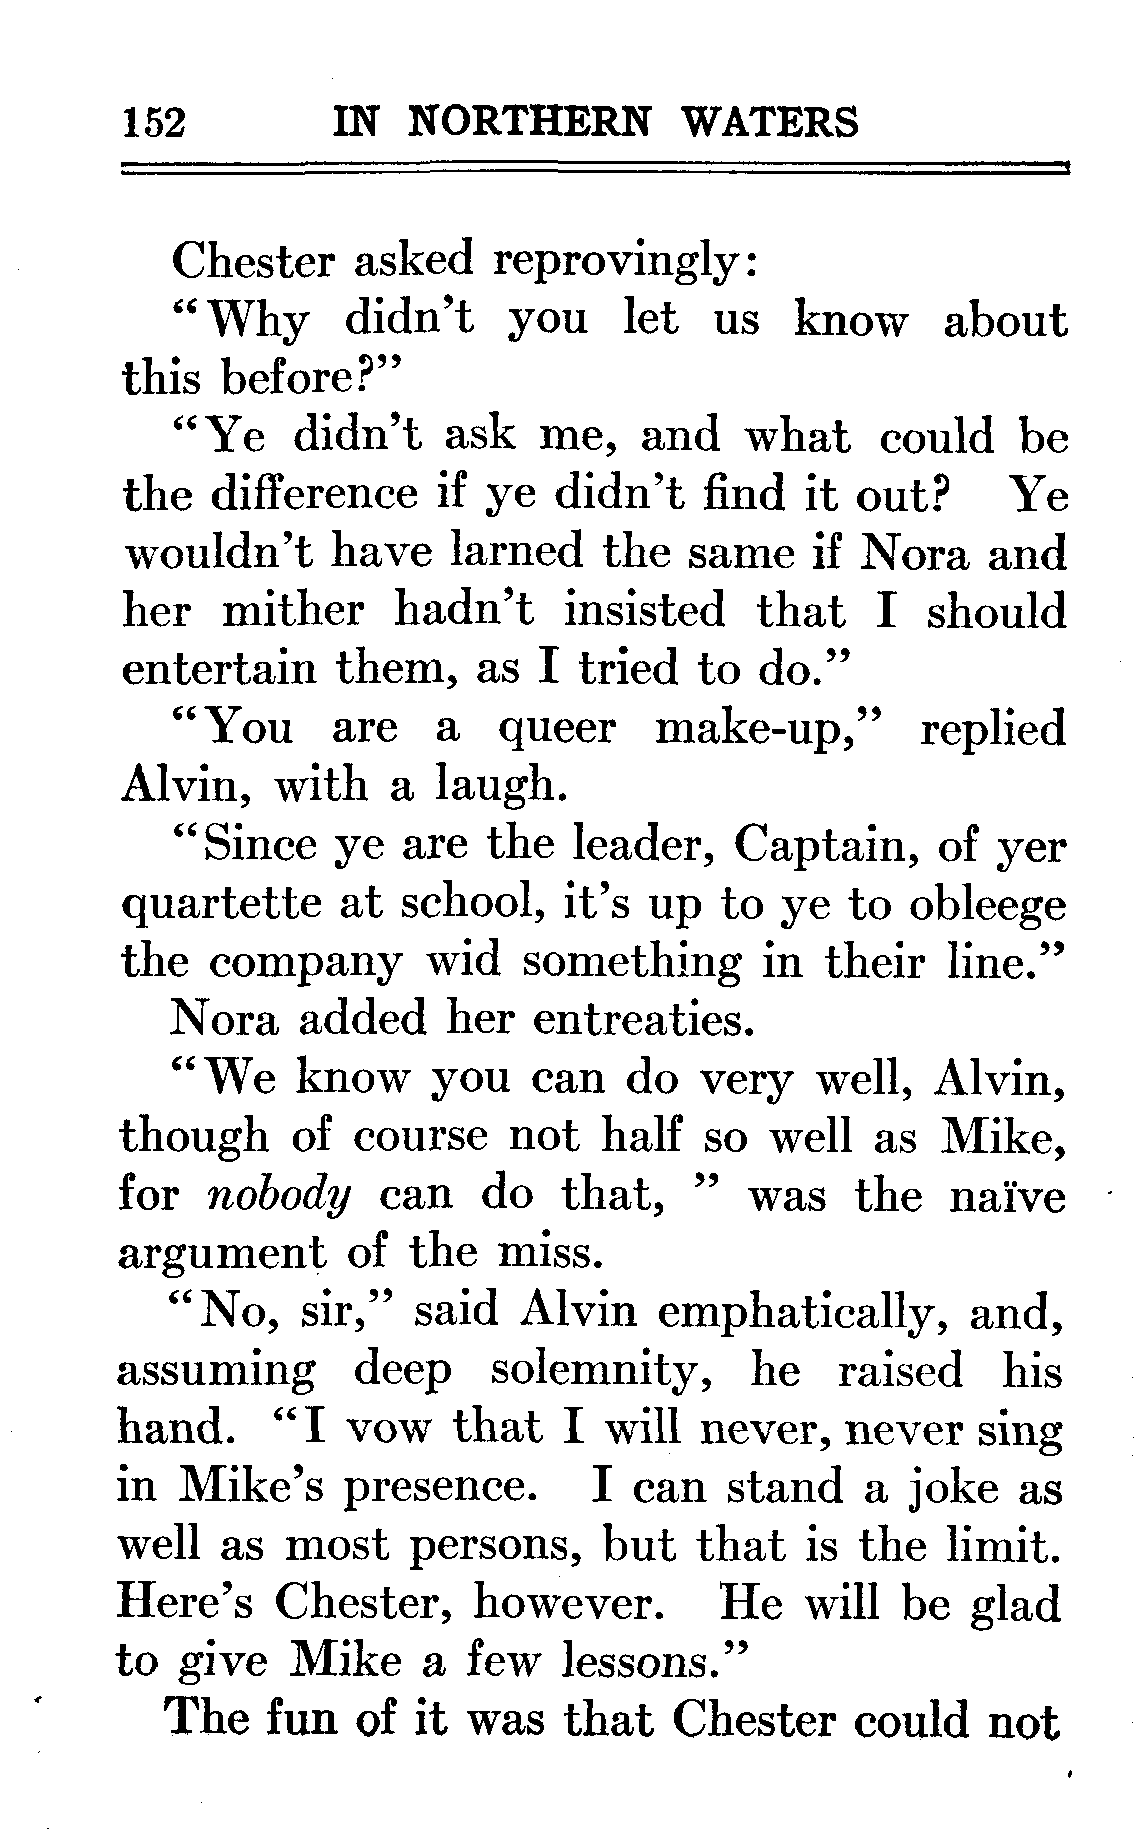 152 IN NORTHERN WATERS
Chester asked reprovingly:
“Why didn’t you let us know about
this before?”
“Ye didn’t ask me, and what could be
the difference if ye didn’t find it out? Ye
wouldn’t have larned the same if Nora and
her mither hadn’t insisted that I should
entertain them, as I tried to do.”
“You are a queer make-up,” replied
Alvin, with a laugh.
“Since ye are the leader, Captain, of yer
quartette at school, it’s up to ye to obleege
the company wid something in their line.”
Nora added her entreaties.
“We know you can do very well, Alvin,
though of course not half so well as Mike,
for nobody can do that, ” was the naïve
argument of the miss.
“No, sir,” said Alvin emphatically, and,
assuming deep solemnity, he raised his
hand. “I vow that I will never, never sing
in Mike’s presence. I can stand a joke as
well as most persons, but that is the limit.
Here’s Chester, however. He will be glad
to give Mike a few lessons.”
The fun of it was that Chester could not